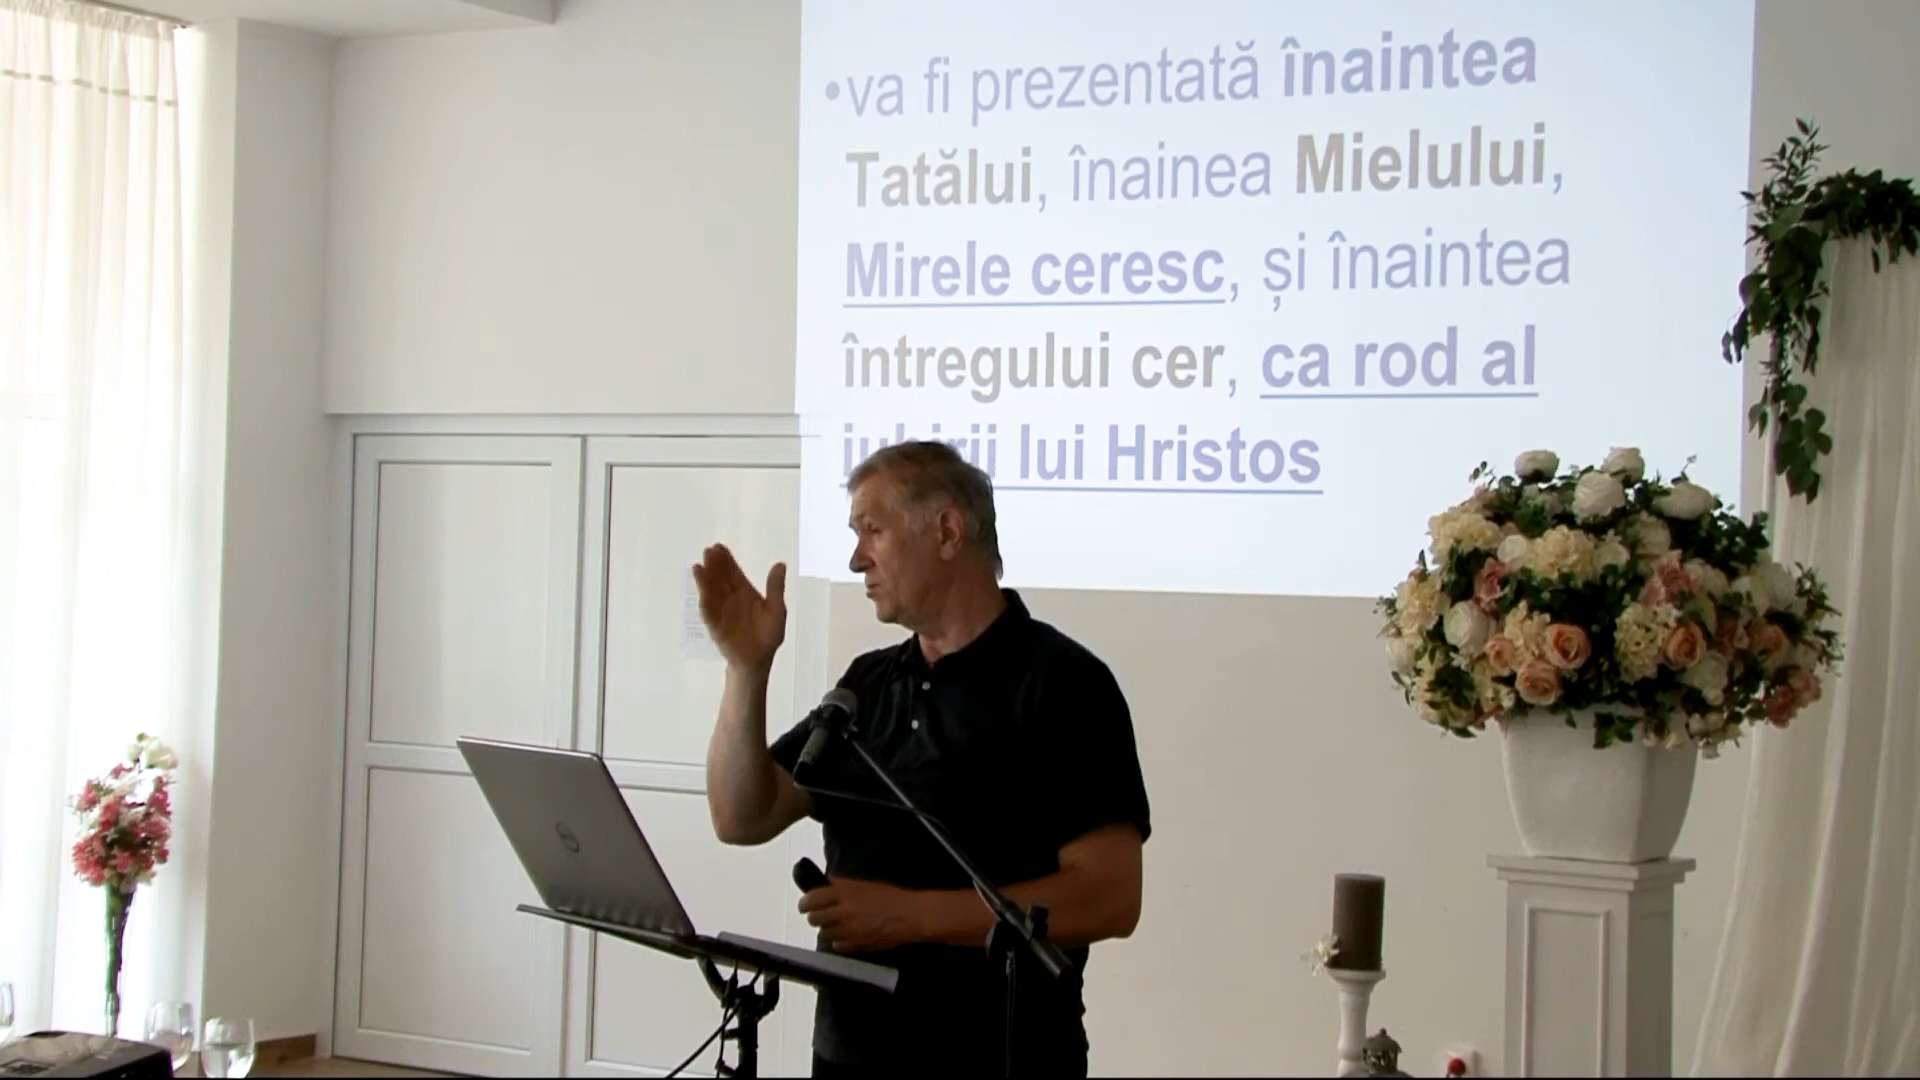 •va fi prezentată înaintea
Tatălui, înainea Mielului,
Mirele ceresc, și înaintea
întregului cer, ca rod al
lui Hristos